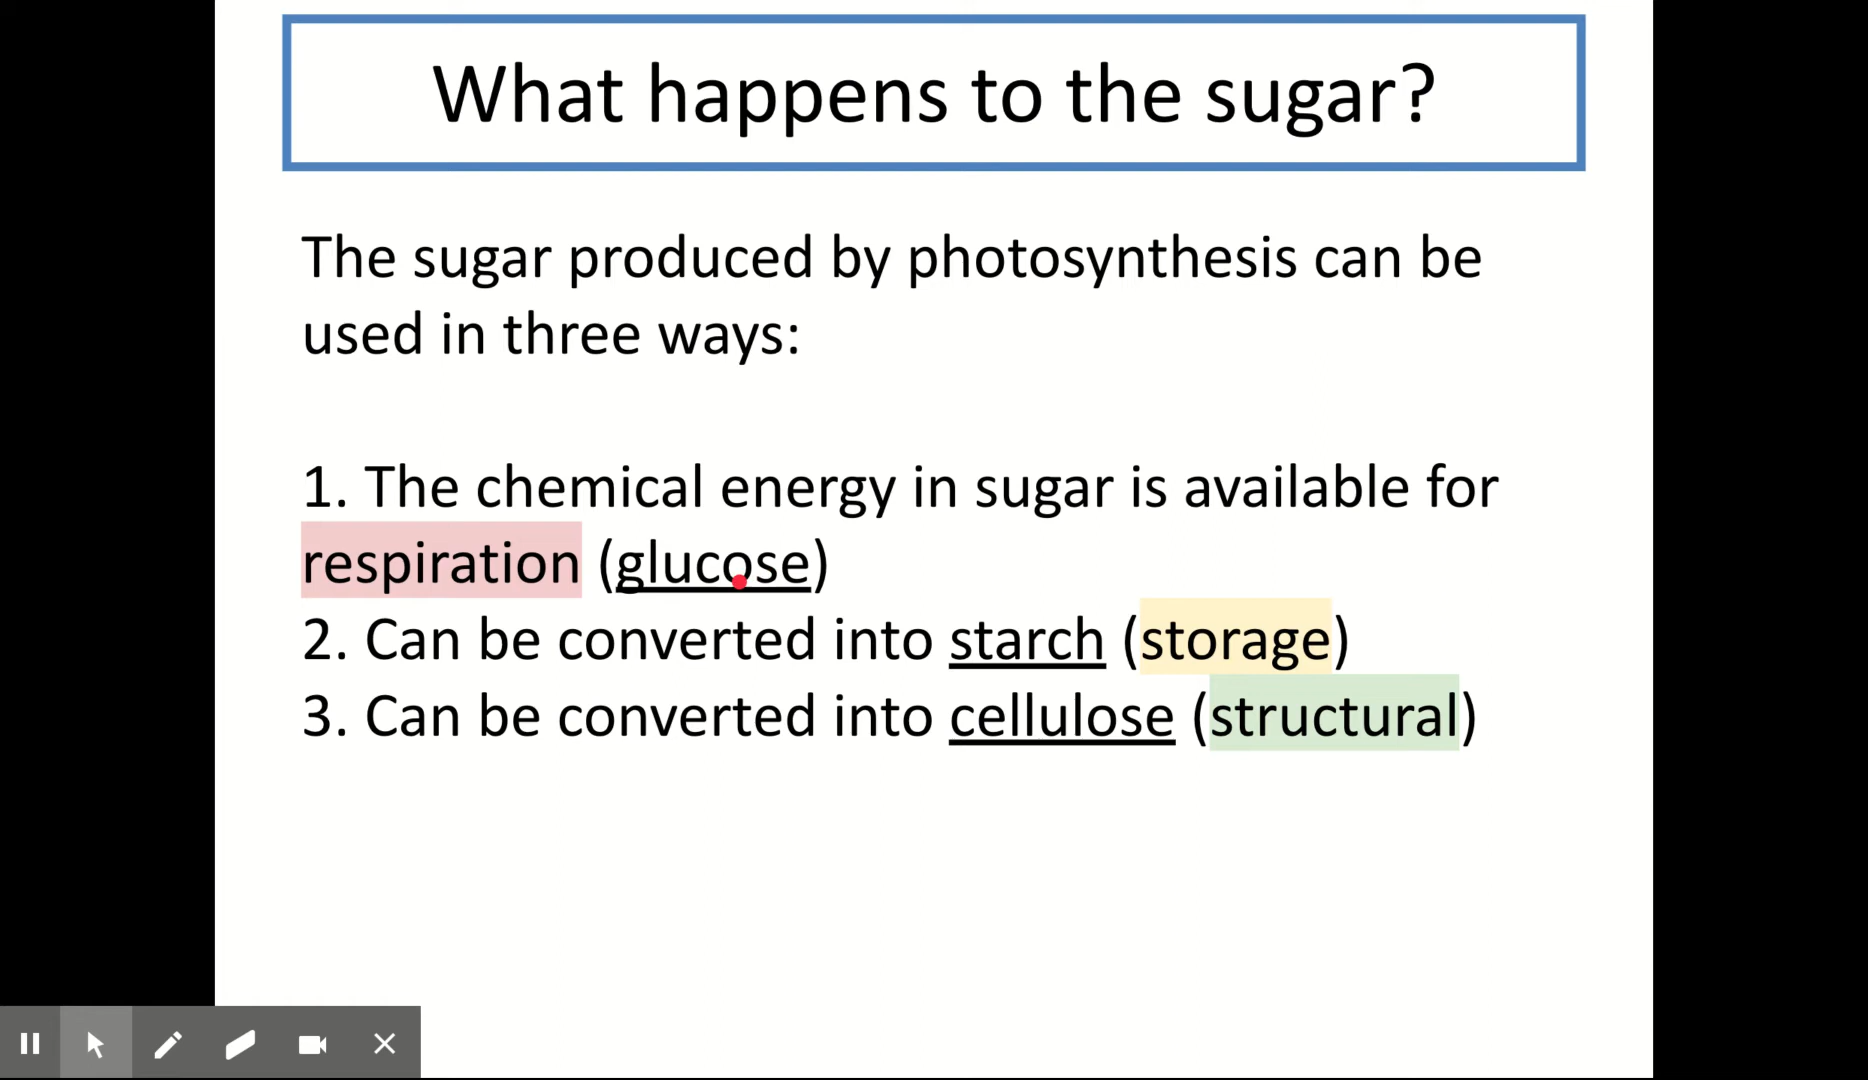 What happens to the sugar?
The sugar produced by photosynthesis can be
used in three ways:
1. The chemical energy in sugar is available for
respiration (glucose)
2. Can be converted into starch (storage)
3. Can be converted into cellulose (structural)